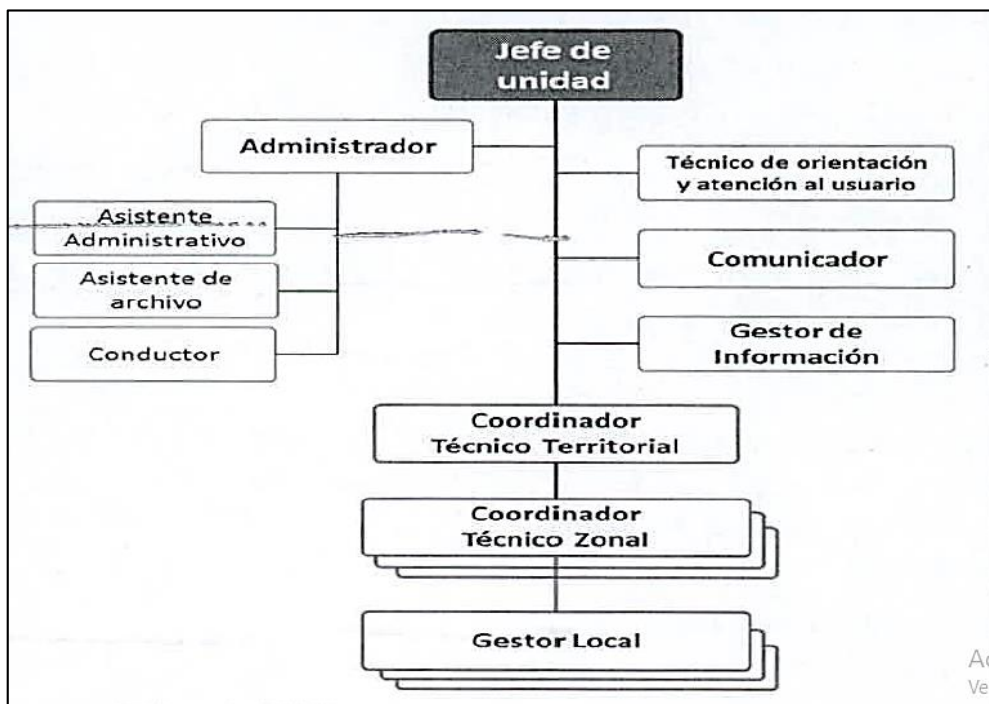 Jefe de
unidad
Administrador
Técnico de orientación
y atención al usuario
Asistente
Administrativo
Comunicador
Asistente de
archivo
Gestor de
Información
Conductor
Coordinador
Técnico Territorial
Coordinador
Técnico Zonal
Gestor Local